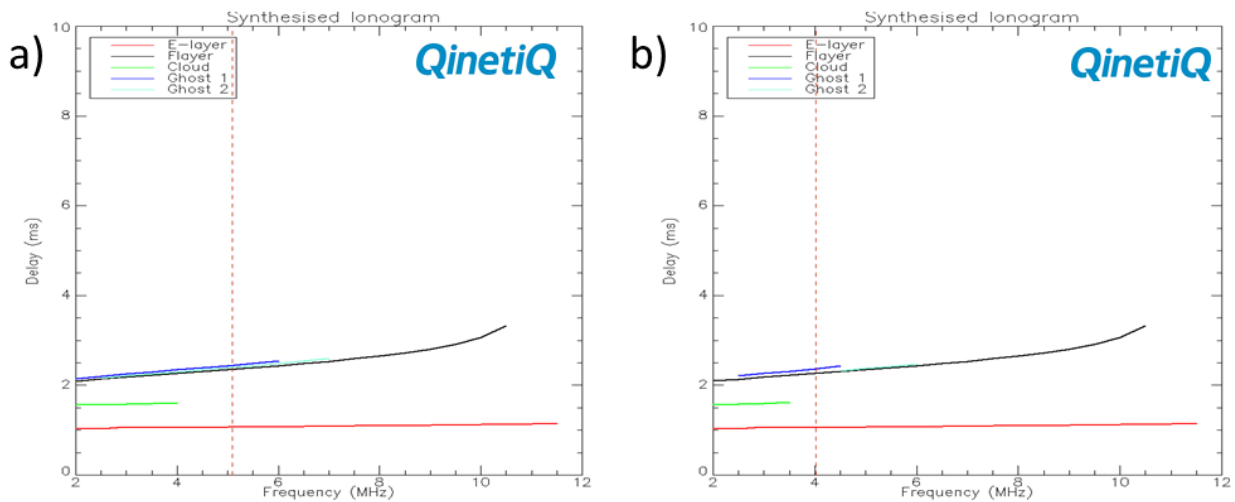 a)
Synthesised Ionogram
QinetiQ
E-layer
Flayer
Cloud
Ghost 1
Ghost 2
10
8
6
4
2
0
Delay (ms)
2 4 6 8 10 12
Frequency (MHz)
b)
Synthesised Ionogram
QinetiQ
E-layer
Flayer
Cloud
Ghost 1
Ghost 2
10
8
6
4
2
0
Delay (ms)
2 4 6 8 10 12
Frequency (MHz)